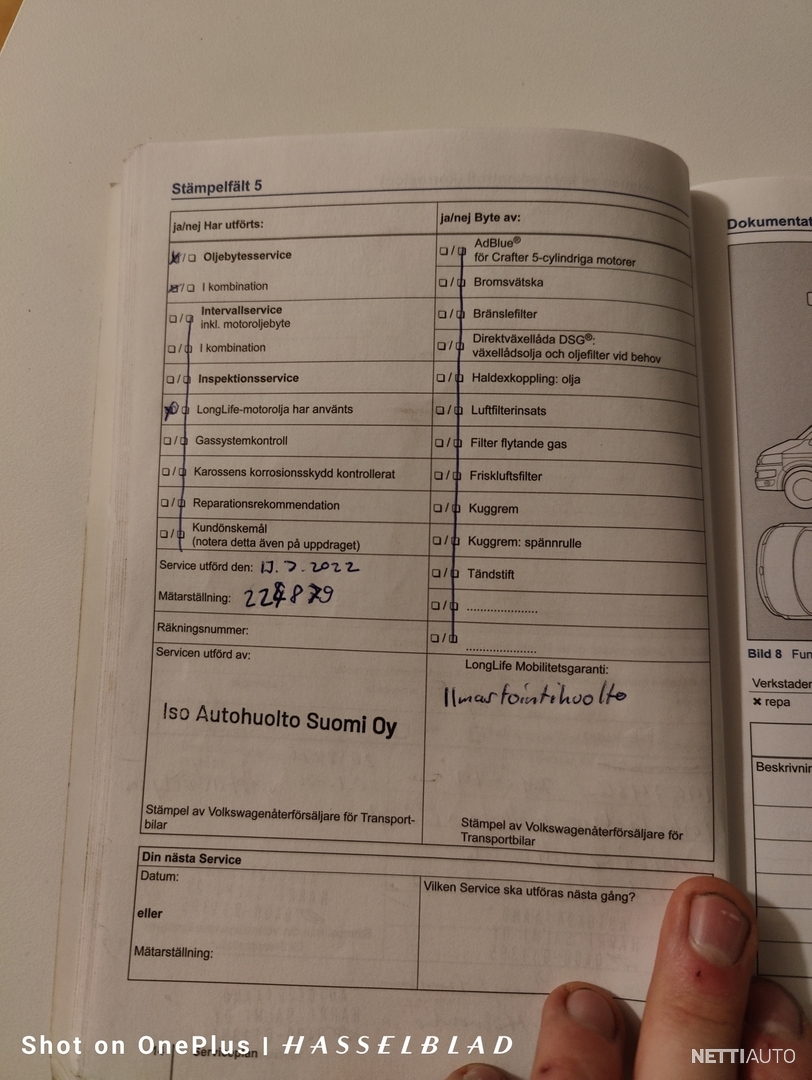 Stämpelfält 5
ja/nej Har utförts:
Oljebytesservice
I kombination
Intervallservice
inkl. motoroljebyte
I kombination
Inspektionsservice
LongLife-motorolja har använts
Gassystemkontroll
Karossens korrosionsskydd kontrollerat
Reparationsrekommendation
Kundönskemål
(notera detta även på uppdraget)
Service utförd den:
Mätarställning:
Räkningsnummer:
Servicen utförd av:
Iso Autohuolto Suomi Oy
Stämpel av Volkswagenåterförsäljare för Transport-
bilar
ja/nej Byte av:
AdBlue®
för Crafter 5-cylindriga motorer
Bromsvätska
Bränslefilter
Direktväxellåda DSG®:
växellådsolja och oljefilter vid behov
Haldexkoppling: olja
Luftfilterinsats
Filter flytande gas
Friskluftsfilter
Kuggrem
Kuggrem: spännrulle
Tändstift
.....................
.....................
LongLife Mobilitetsgaranti:
Ilmastointihuolto
Stämpel av Volkswagenåterförsäljare för
Transportbilar
Din nästa Service
Datum:
eller
Mätarställning:
Vilken Service ska utföras nästa gång?
Dokumentat
Bild 8 Fun
Verkstader
× repa
Beskrivnin
Shot on OnePlus | HASSELBLAD
Serviceplan
NETTIAUTO